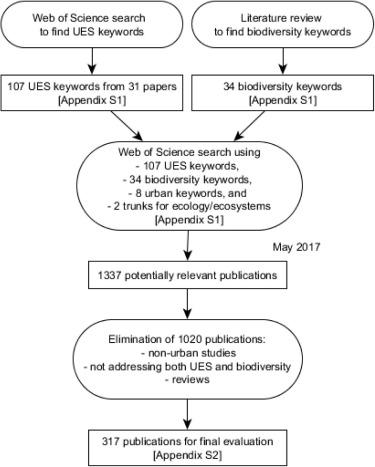 Web of Science search
to find UES keywords
Literature review
to find biodiversity keywords
107 UES keywords from 31 papers
[Appendix S1]
34 biodiversity keywords
[Appendix S1]
Web of Science search using
- 107 UES keywords,
- 34 biodiversity keywords,
- 8 urban keywords, and
- 2 trunks for ecology/ecosystems
[Appendix S1]
May 2017
1337 potentially relevant publications
Elimination of 1020 publications:
- non-urban studies
- not addressing both UES and biodiversity
- reviews
317 publications for final evaluation
[Appendix S2]